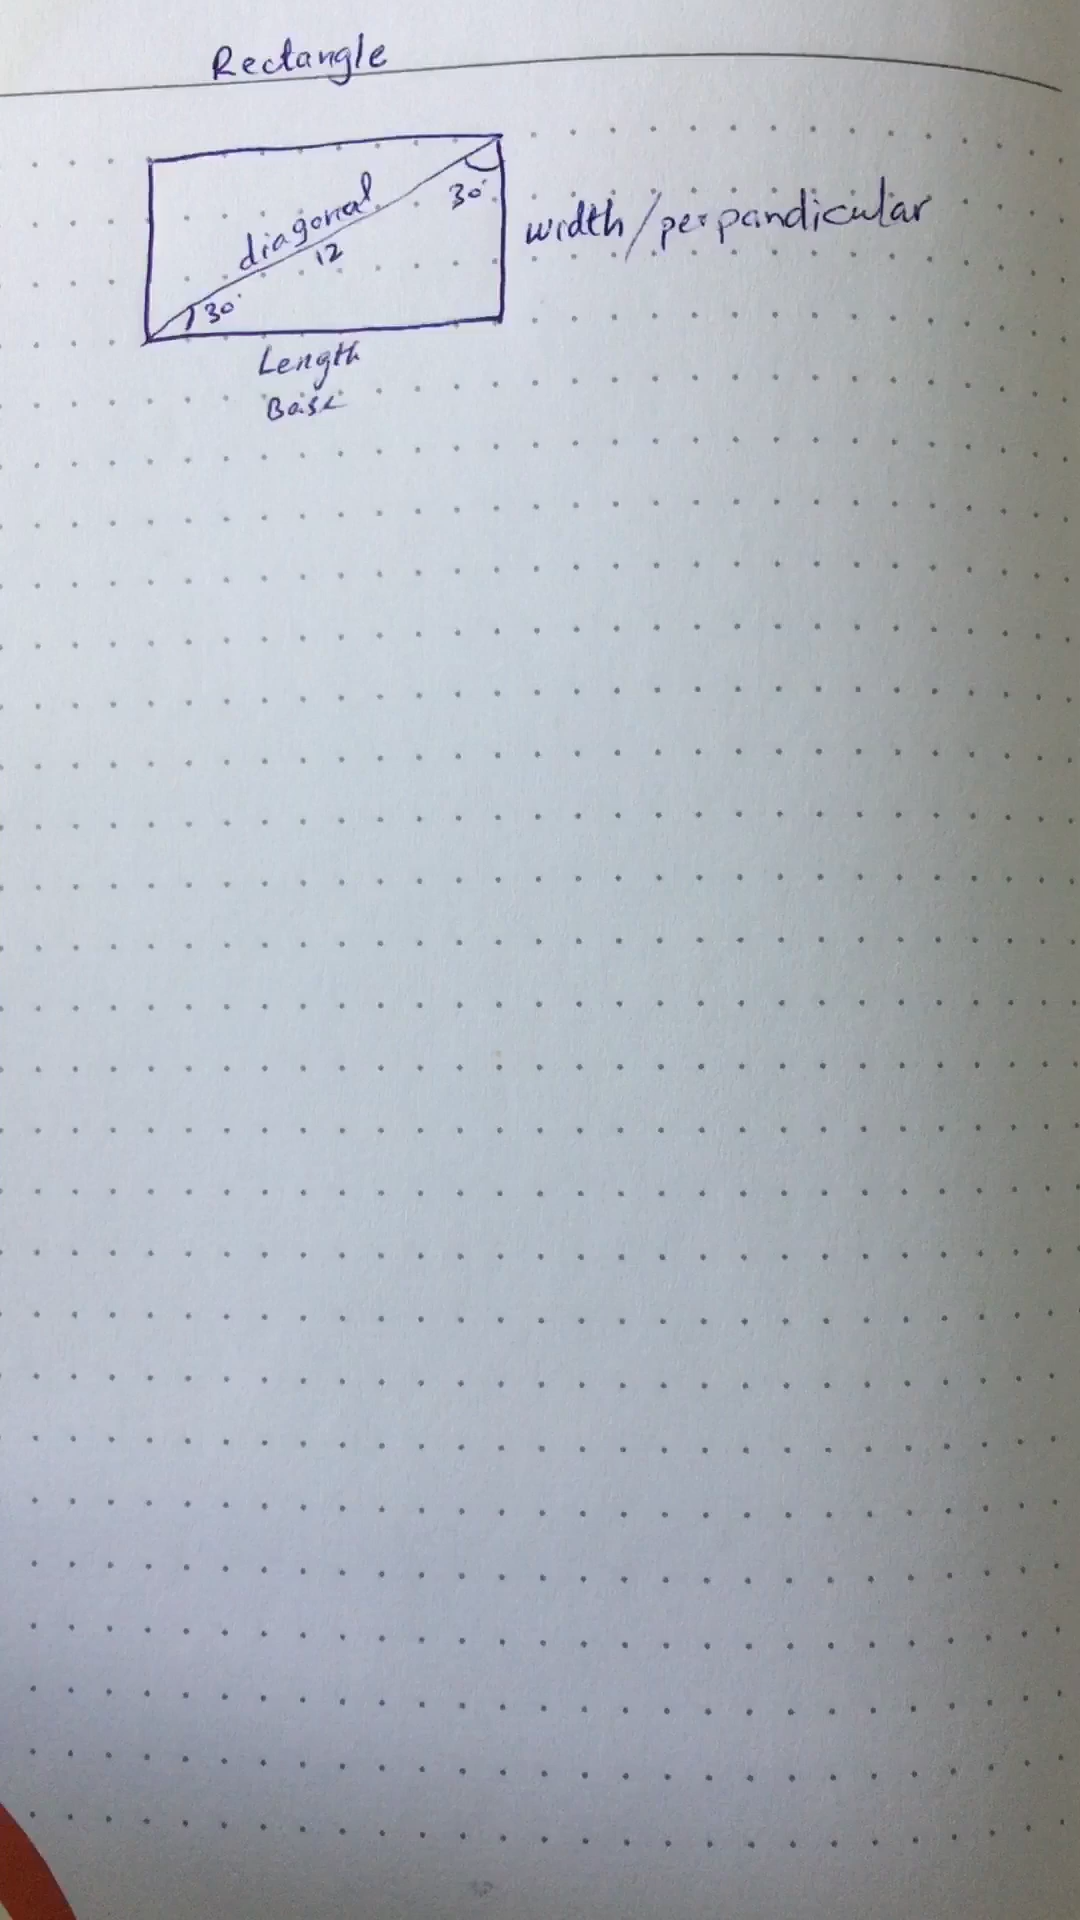 Rectangle
30°
diagonal
width/perpandicular
12
30°
Length
Base